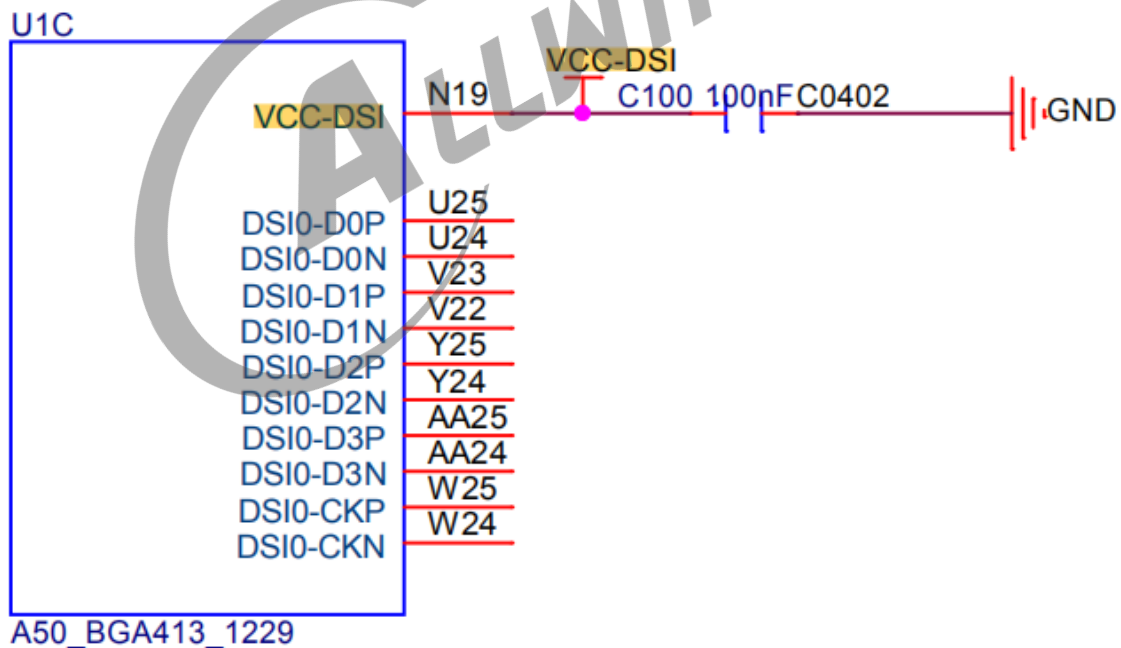 U1C
ALLWI
VCC-DSI
VCC-DSI N19 C100 100nF C0402 GND
DSI0-D0P U25
DSI0-D0N U24
DSI0-D1P V23
DSI0-D1N V22
DSI0-D2P Y25
DSI0-D2N Y24
DSI0-D3P AA25
DSI0-D3N AA24
DSI0-CKP W25
DSI0-CKN W24
A50_BGA413_1229